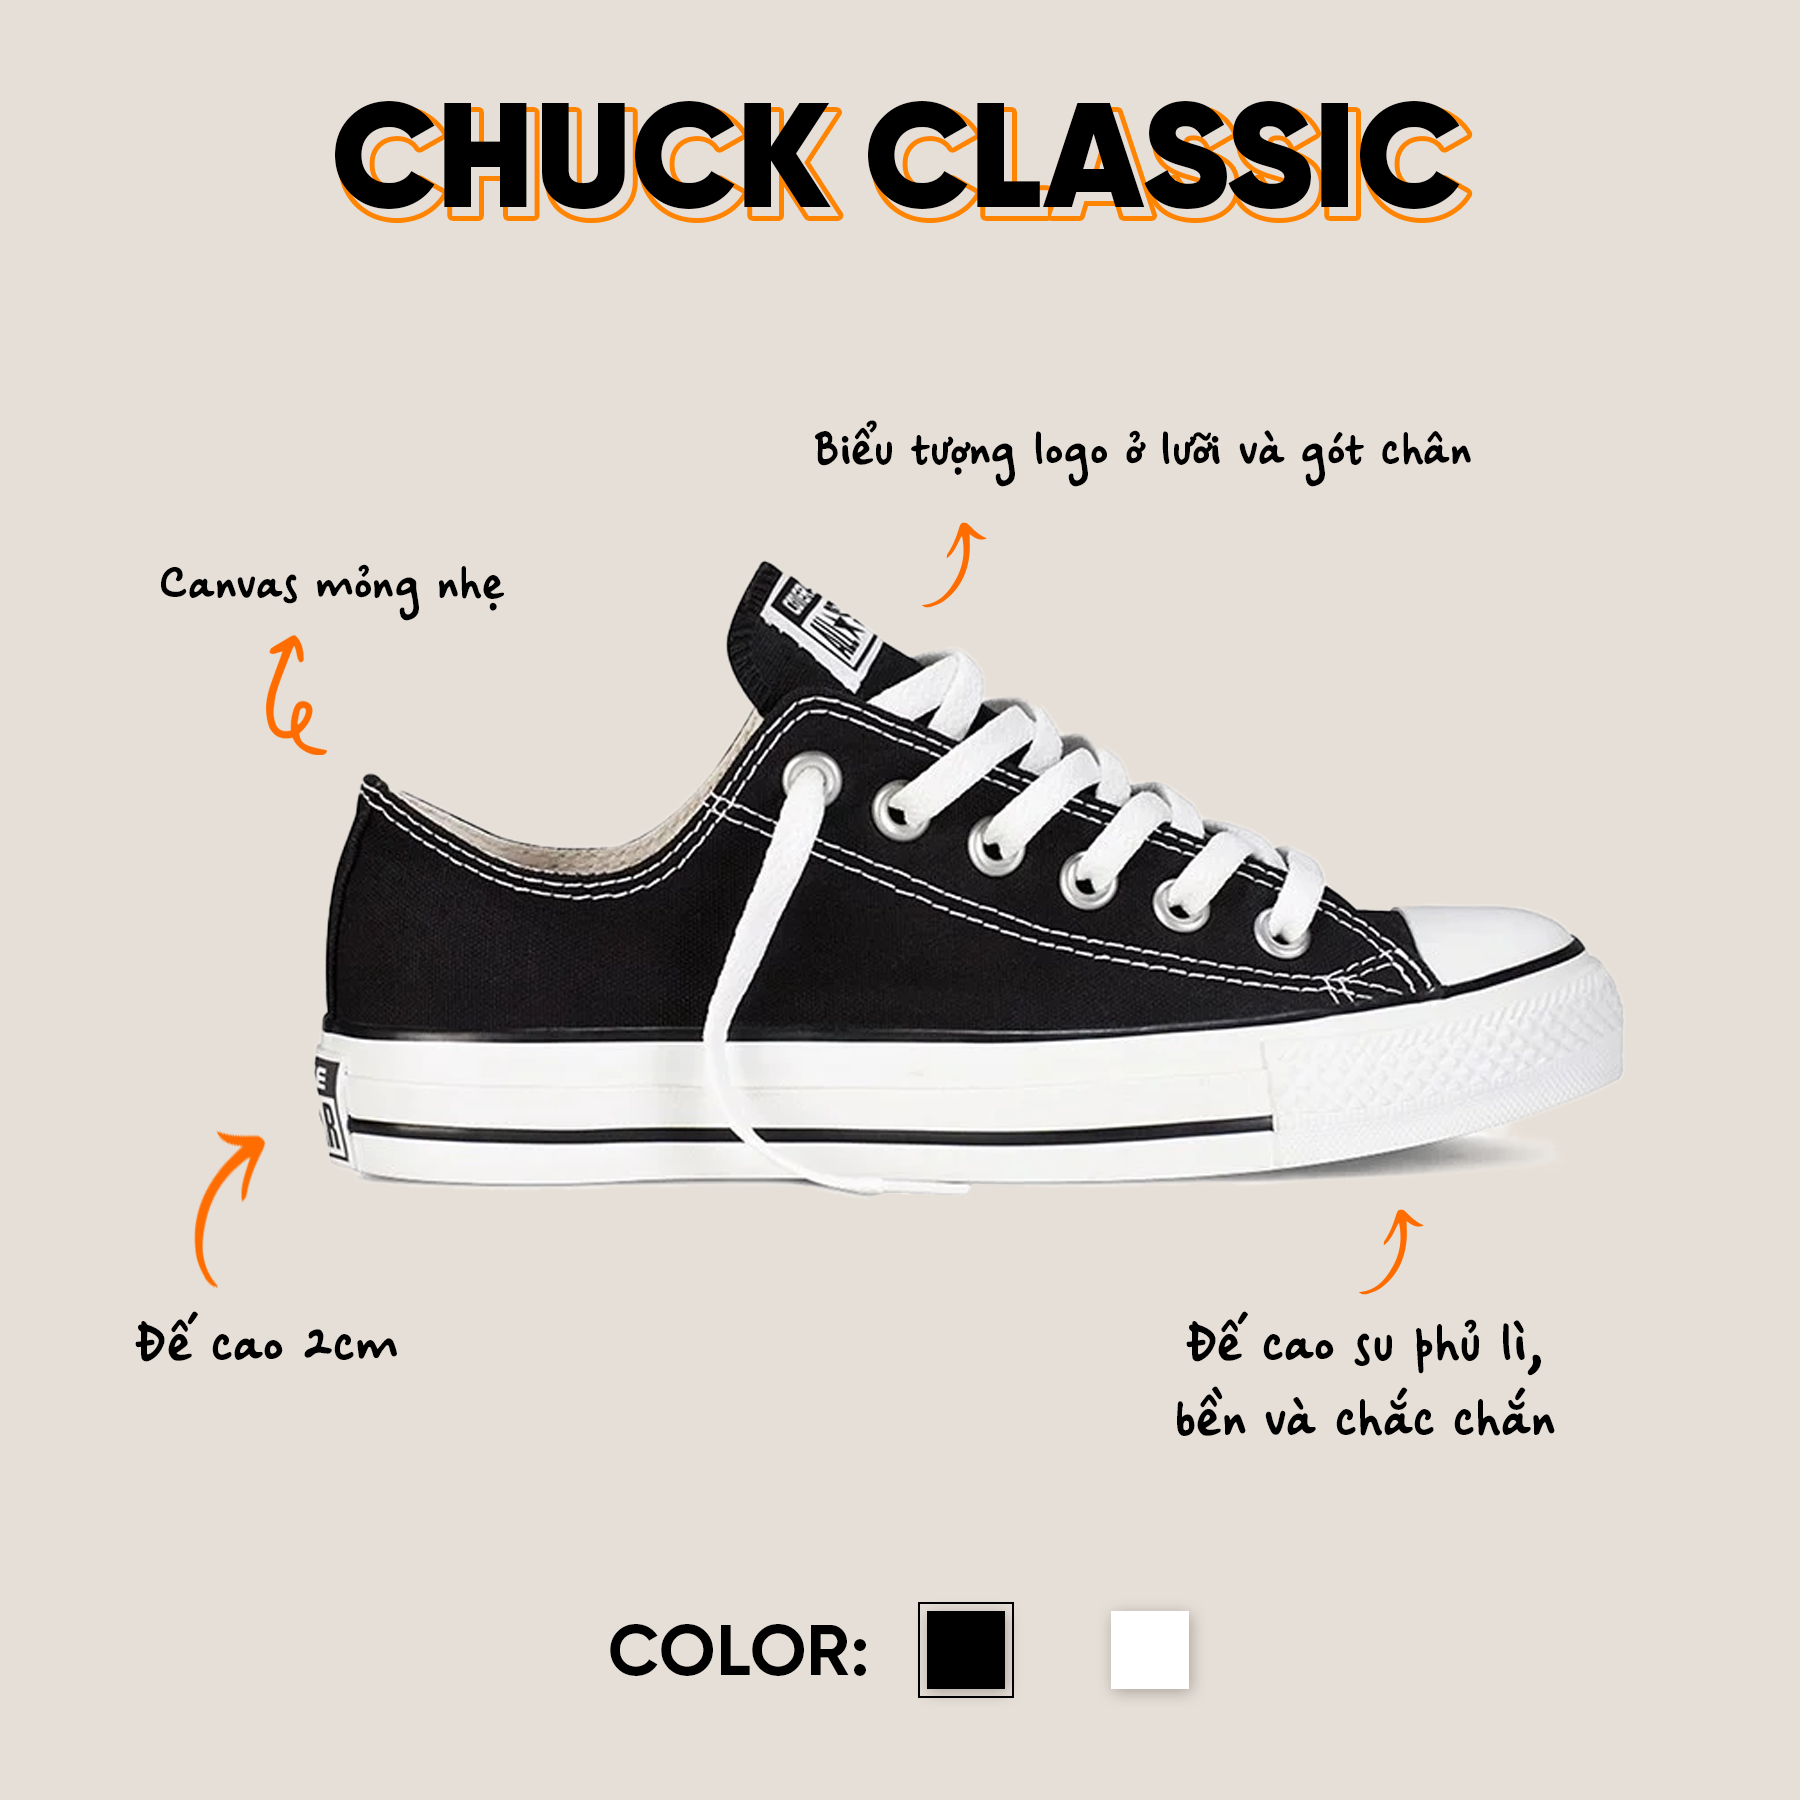 CHUCK CLASSIC
Biểu tượng logo ở lưỡi và gót chân
Canvas mỏng nhẹ
ALL
Đế cao 2cm
Đế cao su phủ lì,
bền và chắc chắn
COLOR: